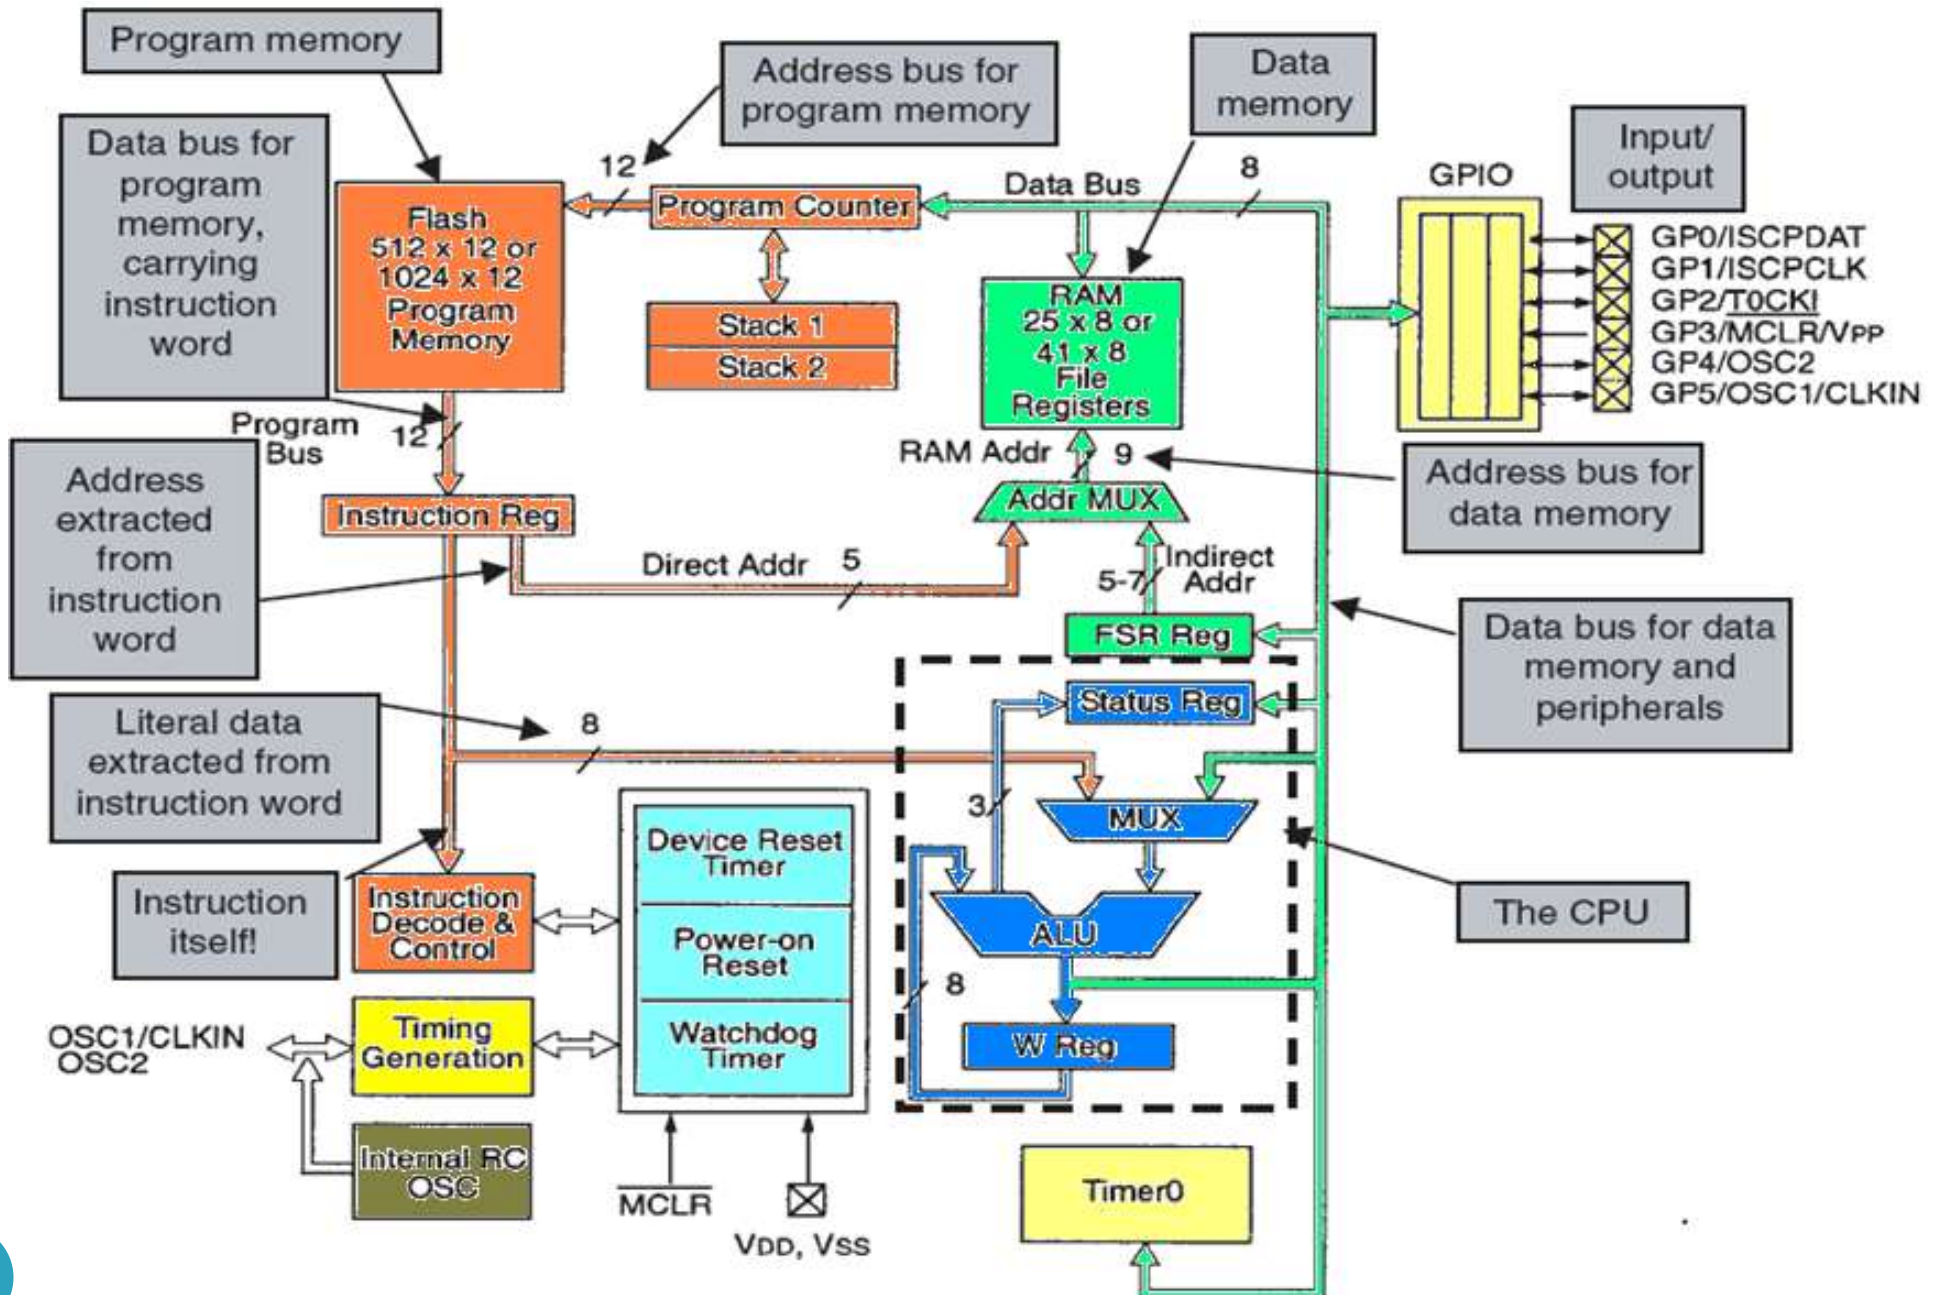 Program memory
Address bus for
program memory
Data
memory
Input/
output
Data bus for
program
memory,
carrying
instruction
word
12
Data Bus
8
GPIO
Flash
512 x 12 or
1024 x 12
Program
Memory
Program Counter
Stack 1
Stack 2
RAM
25 x 8 or
41 x 8
File
Registers
GP0/ISCPDAT
GP1/ISCPCLK
GP2/T0CKI
GP3/MCLR/VPP
GP4/OSC2
GP5/OSC1/CLKIN
Program
Bus
12
RAM Addr
9
Address bus for
data memory
Address
extracted
from
instruction
word
Instruction Reg
Addr MUX
Direct Addr
5
5-7
Indirect
Addr
FSR Reg
Data bus for data
memory and
peripherals
Status Reg
Literal data
extracted from
instruction word
8
3
MUX
Device Reset
Timer
Power-on
Reset
Watchdog
Timer
The CPU
Instruction
itself!
Instruction
Decode &
Control
ALU
8
W Reg
OSC1/CLKIN
OSC2
Timing
Generation
Internal RC
OSC
MCLR
VDD, VSS
Timer0